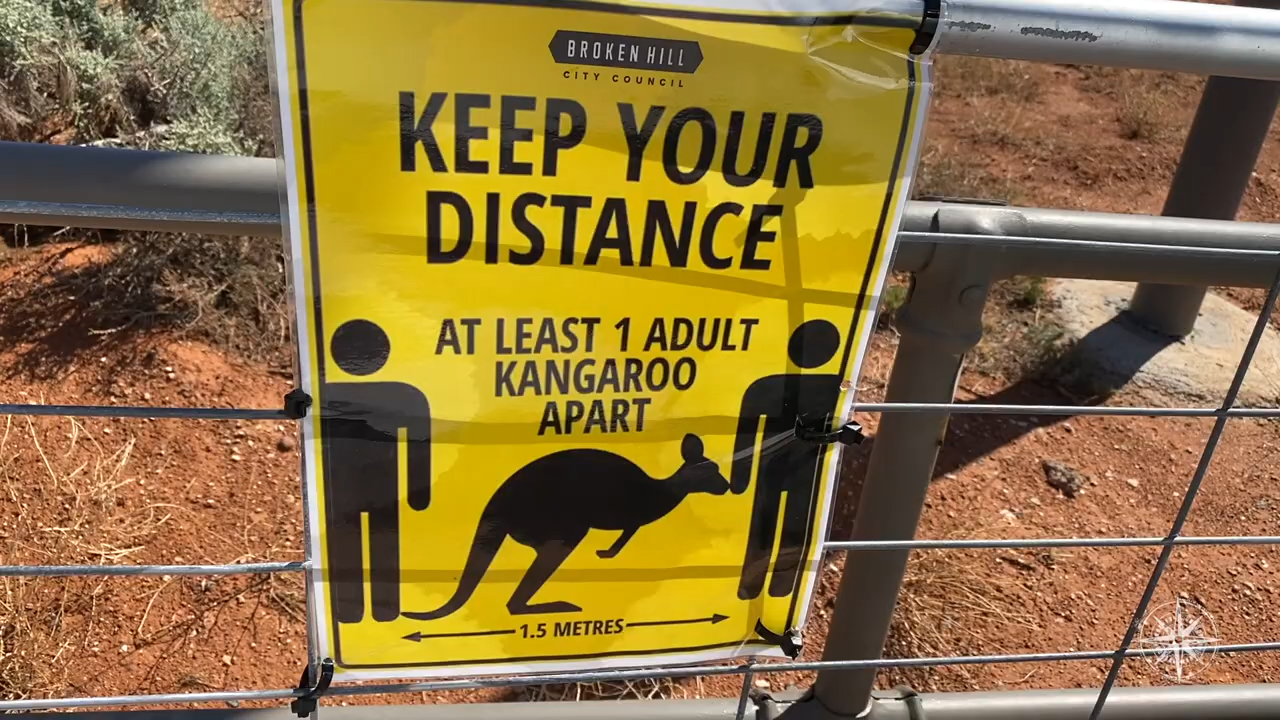 BROKEN HILL
CITY COUNCIL
KEEP YOUR
DISTANCE
AT LEAST 1 ADULT
KANGAROO
APART
1.5 METRES